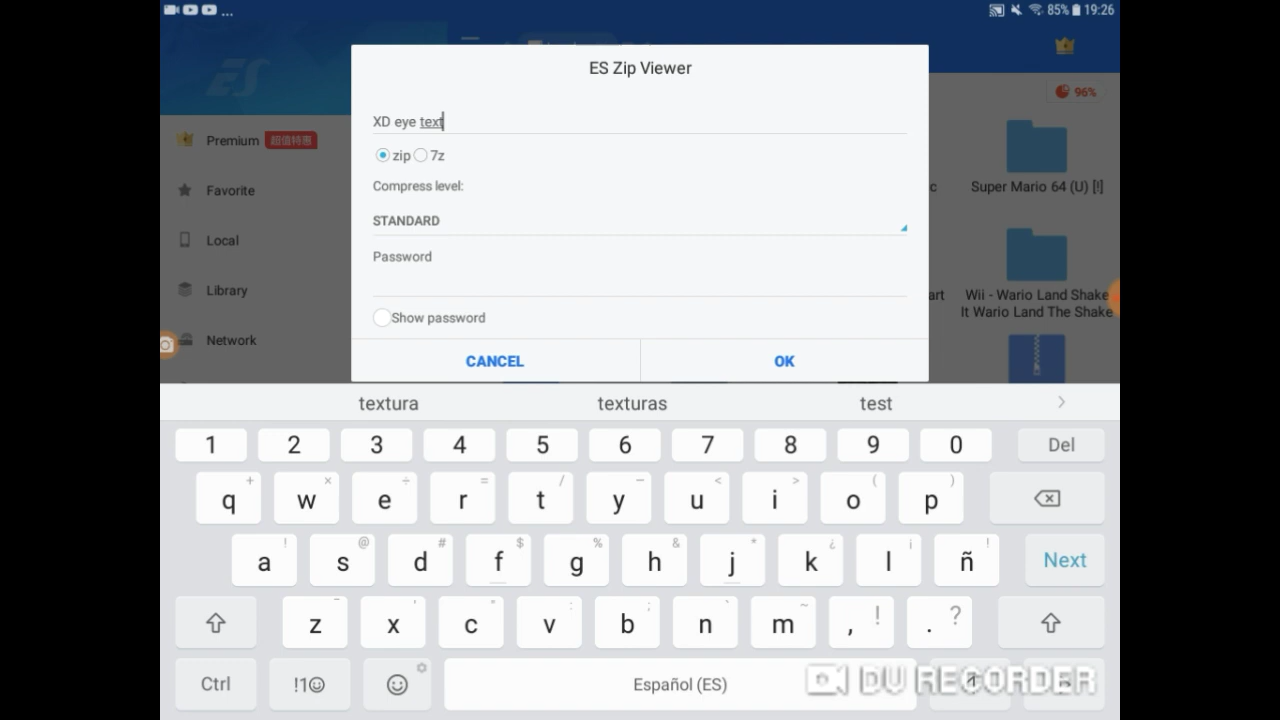 ... 85% 19:26
ES
ES Zip Viewer
96%
XD eye text
Premium 超值特惠
zip 7z
Compress level:
Favorite
c Super Mario 64 (U) [!]
STANDARD
Local
Password
Library
art Wii - Wario Land Shake
It Wario Land The Shake
Show password
Network
CANCEL OK
textura texturas test >
1 2 3 4 5 6 7 8 9 0 Del
+ × ÷ = / − < > ( )
q w e r t y u i o p
! @ # $ % & * ¿ ¡ !
a s d f g h j k l ñ Next
z x c v b n m , ! . ?
Ctrl !1☺ Español (ES)
DU RECORDER